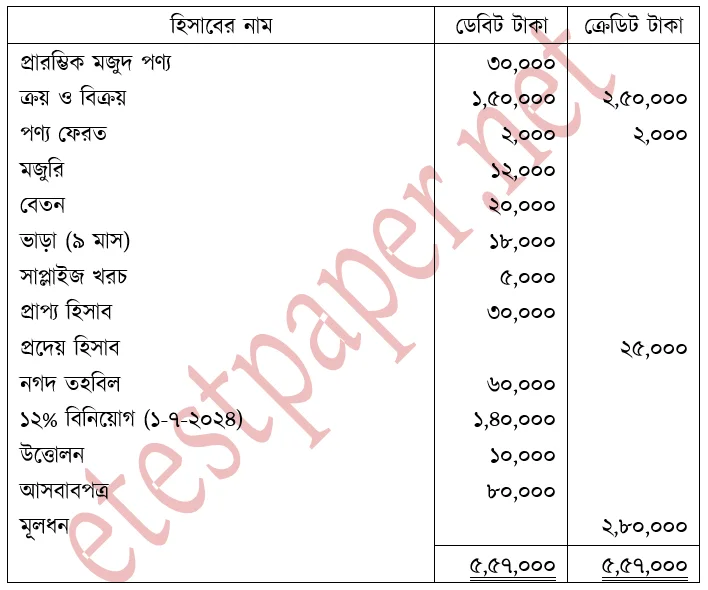 হিসাবের নাম ডেবিট টাকা ক্রেডিট টাকা
প্রারম্ভিক মজুদ পণ্য ৩০,০০০
ক্রয় ও বিক্রয় ১,৫০,০০০ ২,৫০,০০০
পণ্য ফেরত ২,০০০ ২,০০০
মজুরি ১২,০০০
বেতন ২০,০০০
ভাড়া (৯ মাস) ১৮,০০০
সাপ্লাইজ খরচ ৫,০০০
প্রাপ্য হিসাব ৩০,০০০
প্রদেয় হিসাব ২৫,০০০
নগদ তহবিল ৬০,০০০
১২% বিনিয়োগ (১-৭-২০২৪) ১,৪০,০০০
উত্তোলন ১০,০০০
আসবাবপত্র ৮০,০০০
মূলধন ২,৮০,০০০
৫,৫৭,০০০ ৫,৫৭,০০০
etestpaper.net